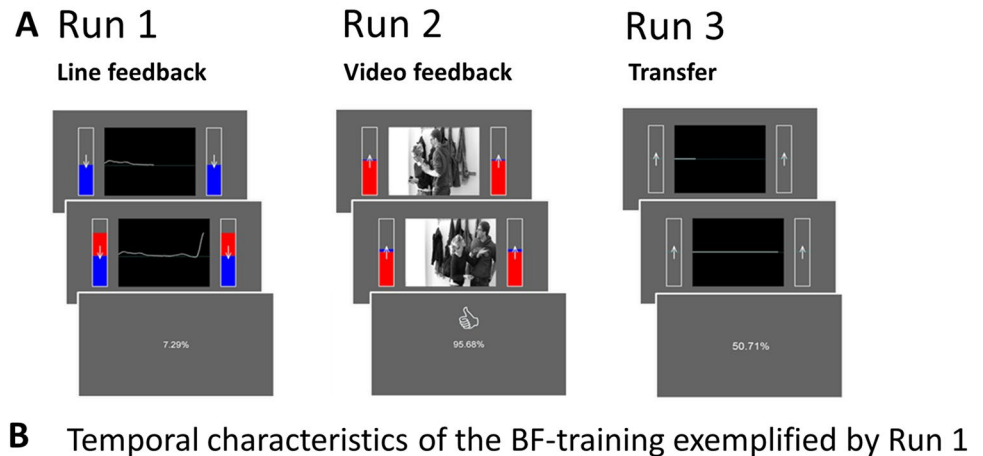 A Run 1 Run 2 Run 3
Line feedback Video feedback Transfer
7.29% 95.68% 50.71%
B Temporal characteristics of the BF-training exemplified by Run 1